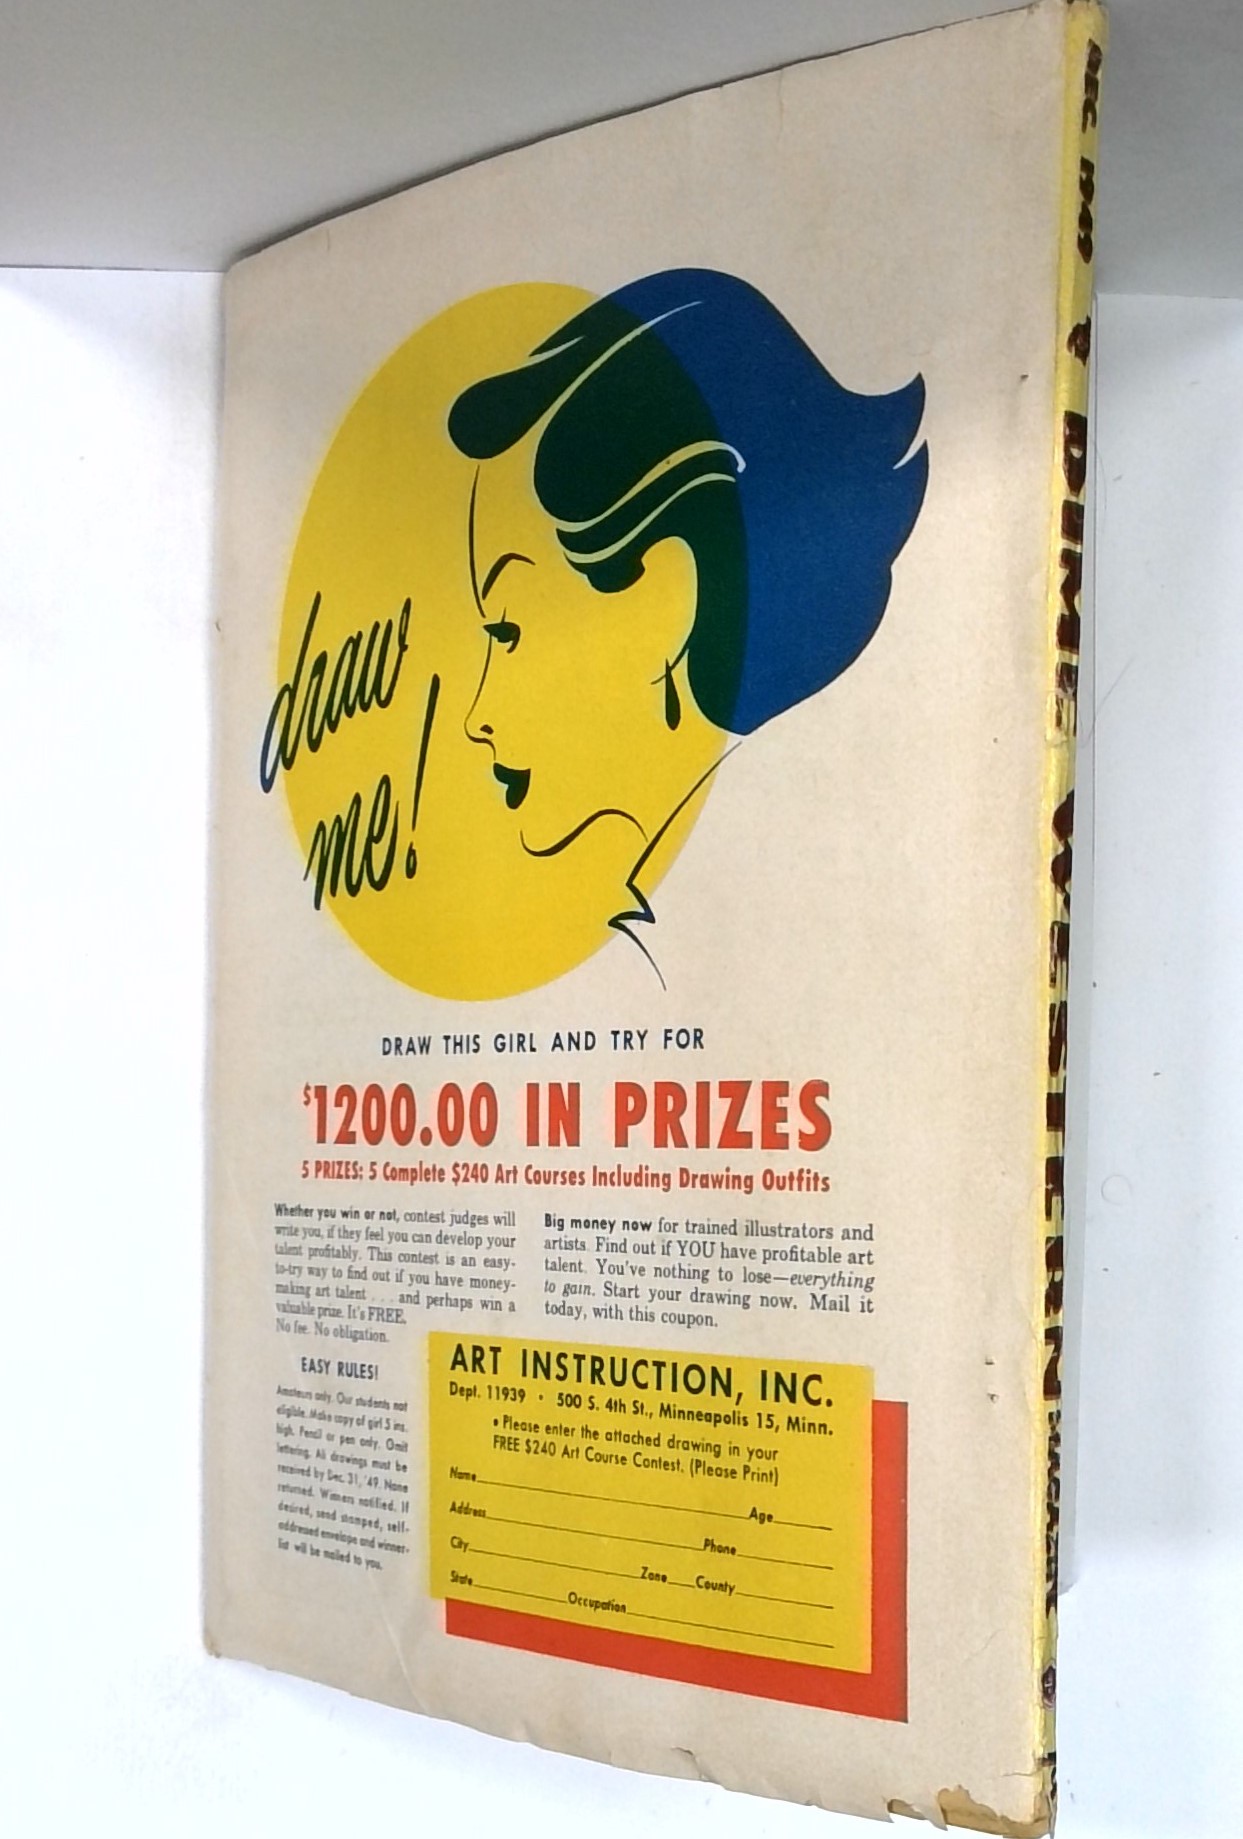 draw
me!
DRAW THIS GIRL AND TRY FOR
$1200.00 IN PRIZES
5 PRIZES: 5 Complete $240 Art Courses Including Drawing Outfits
Whether you win or not, contest judges will
write you, if they feel you can develop your
talent profitably. This contest is an easy-
to-try way to find out if you have money-
making art talent . . . and perhaps win a
valuable prize. It's FREE.
No fee. No obligation.
EASY RULES!
Amateurs only. Our students not
eligible. Make copy of girl 5 ins.
high. Pencil or pen only. Omit
lettering. All drawings must be
received by Dec. 31, '49. None
returned. Winners notified. If
desired, send stamped, self-
addressed envelope and winner-
list will be mailed to you.
Big money now for trained illustrators and
artists. Find out if YOU have profitable art
talent. You've nothing to lose—everything
to gain. Start your drawing now. Mail it
today, with this coupon.
ART INSTRUCTION, INC.
Dept. 11939 • 500 S. 4th St., Minneapolis 15, Minn.
• Please enter the attached drawing in your
FREE $240 Art Course Contest. (Please Print)
Name Age
Address Phone
City Zone County
State Occupation
DEC. 1949 DIME WESTERN MAGAZINE